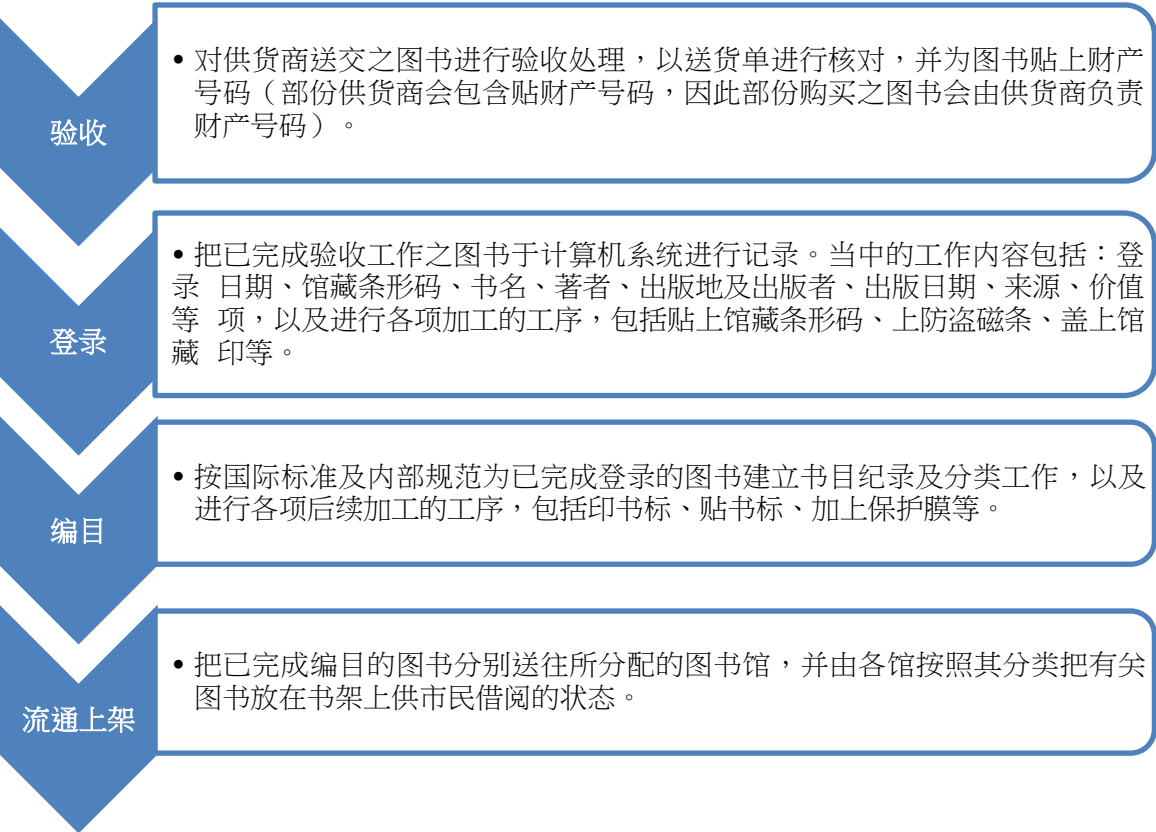 验收
• 对供货商送交之图书进行验收处理，以送货单进行核对，并为图书贴上财产
号码（部份供货商会包含贴财产号码，因此部份购买之图书会由供货商负责
财产号码）。
登录
• 把已完成验收工作之图书于计算机系统进行记录。当中的工作内容包括：登
录 日期、馆藏条形码、书名、著者、出版地及出版者、出版日期、来源、价值
等 项，以及进行各项加工的工序，包括贴上馆藏条形码、上防盗磁条、盖上馆
藏 印等。
编目
• 按国际标准及内部规范为已完成登录的图书建立书目纪录及分类工作，以及
进行各项后续加工的工序，包括印书标、贴书标、加上保护膜等。
流通上架
• 把已完成编目的图书分别送往所分配的图书馆，并由各馆按照其分类把有关
图书放在书架上供市民借阅的状态。